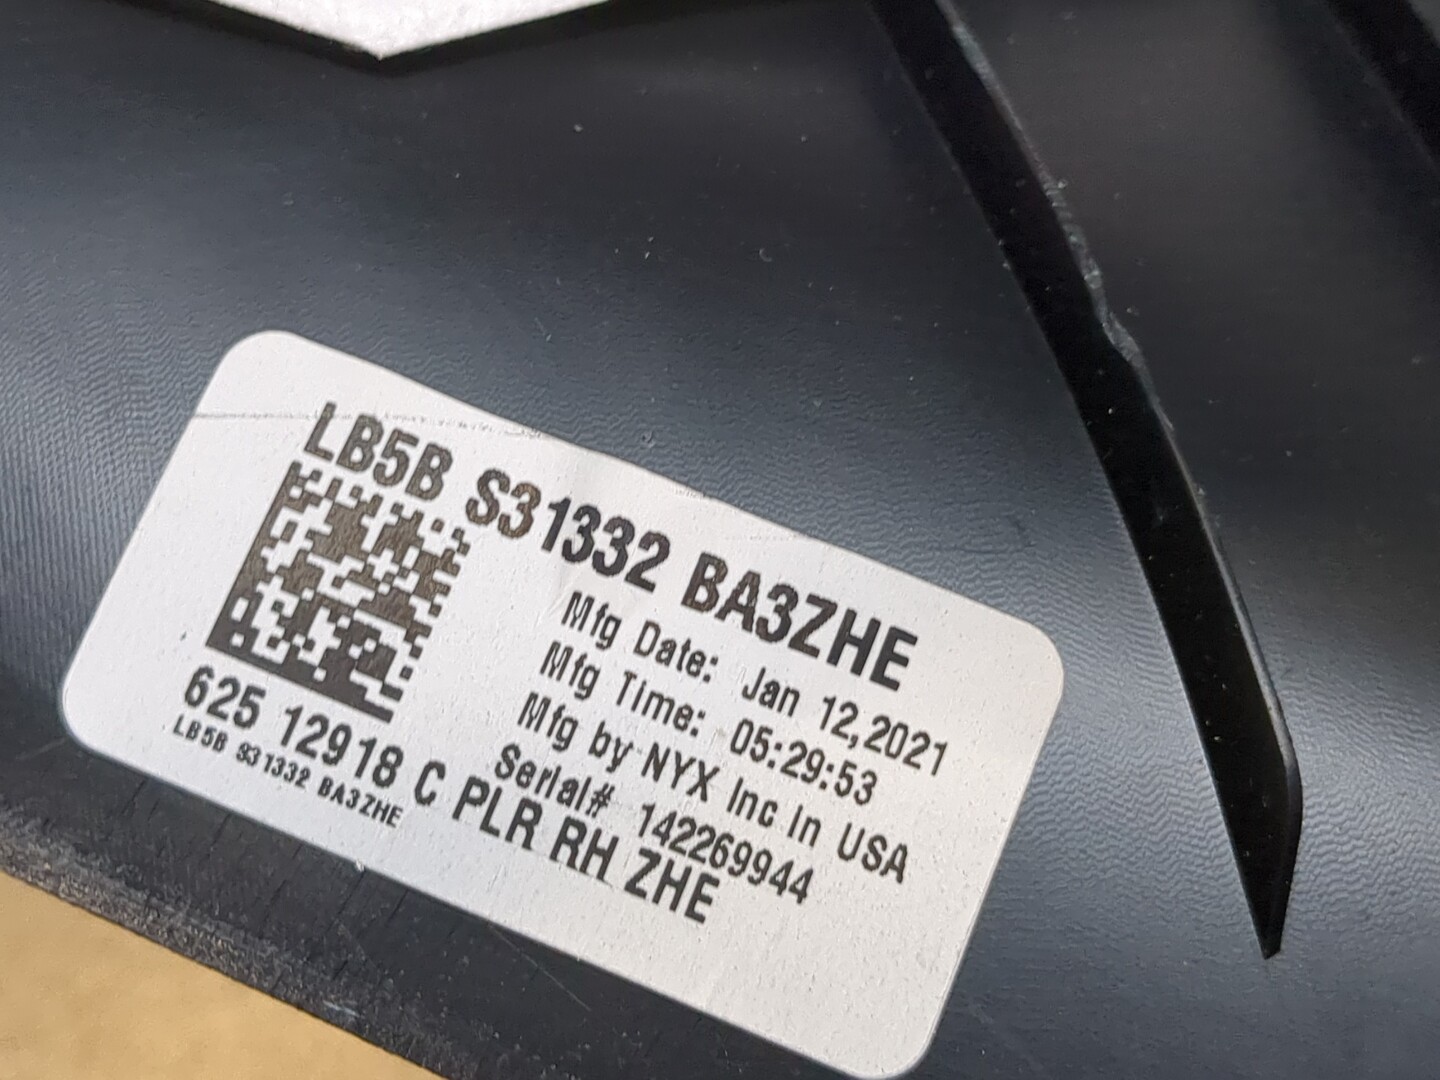 LB5B S31332 BA3ZHE
Mfg Date: Jan 12,2021
Mfg Time: 05:29:53
Mfg by NYX Inc in USA
Serial# 142269944
625 12918 C PLR RH ZHE
LB5B S31332 BA3ZHE